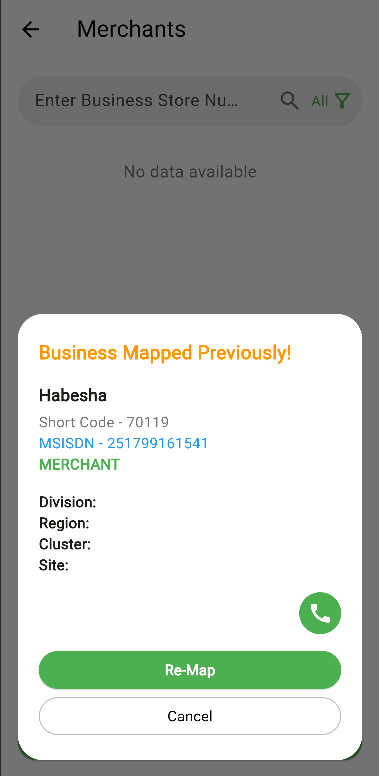 Merchants
Enter Business Store Nu...
All
No data available
Business Mapped Previously!
Habesha
Short Code - 70119
MSISDN - 251799161541
MERCHANT
Division:
Region:
Cluster:
Site:
Re-Map
Cancel